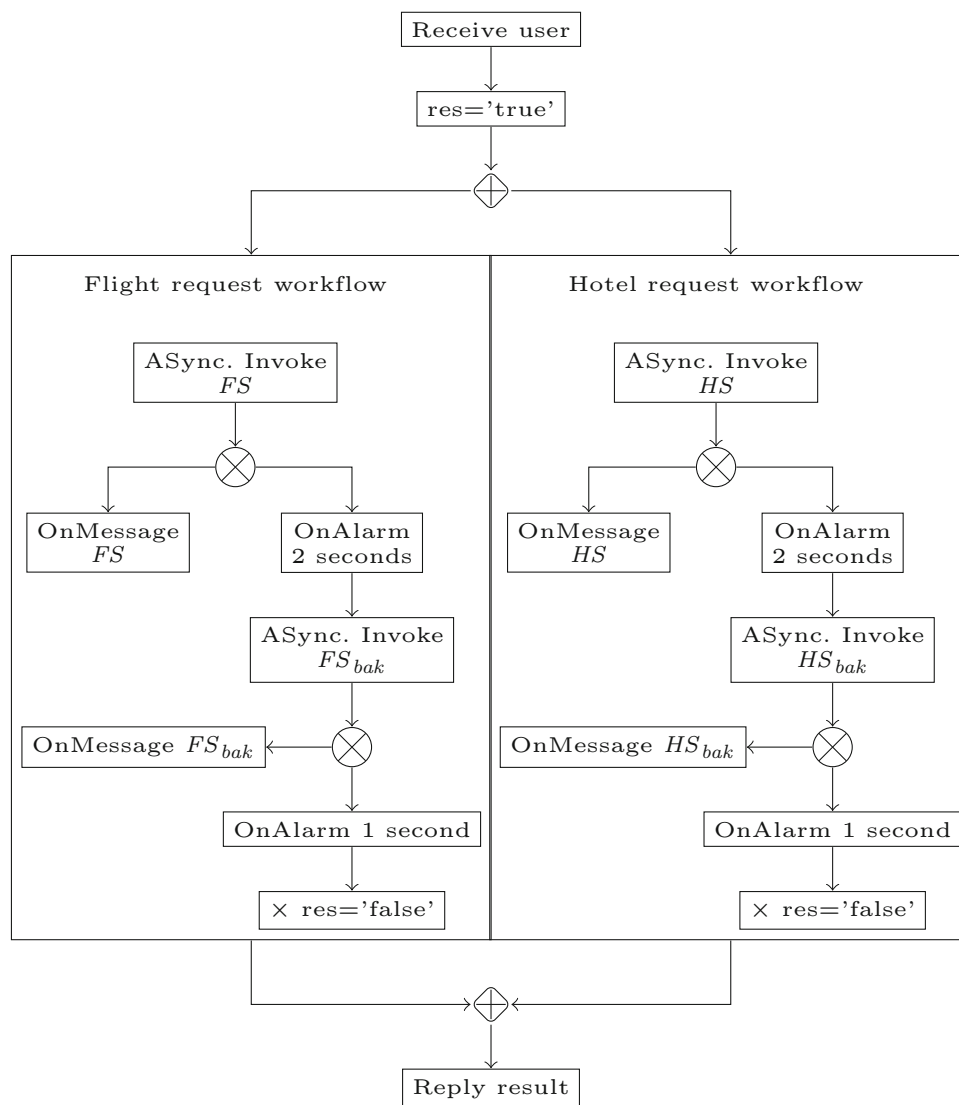 Receive user
res='true'
Flight request workflow
ASync. Invoke
FS
OnMessage
FS
OnAlarm
2 seconds
ASync. Invoke
FS_bak
OnMessage FS_bak
OnAlarm 1 second
× res='false'
Hotel request workflow
ASync. Invoke
HS
OnMessage
HS
OnAlarm
2 seconds
ASync. Invoke
HS_bak
OnMessage HS_bak
OnAlarm 1 second
× res='false'
Reply result